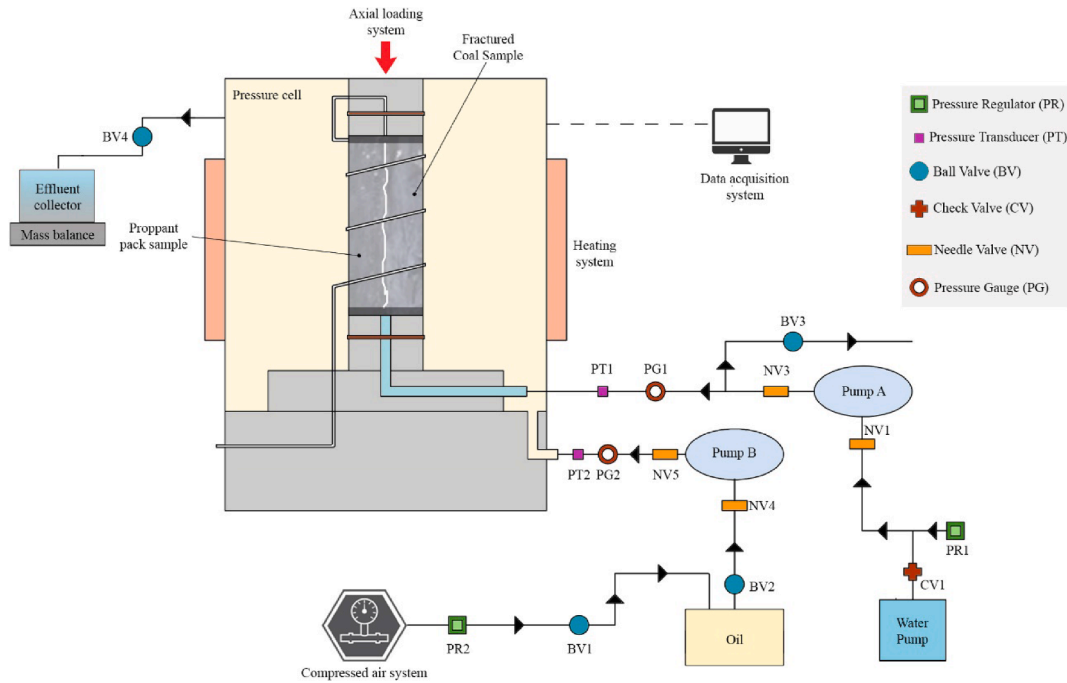 Axial loading
system
Fractured
Coal Sample
Pressure cell
BV4
Effluent
collector
Mass balance
Proppant
pack sample
Heating
system
Data acquisition
system
Pressure Regulator (PR)
Pressure Transducer (PT)
Ball Valve (BV)
Check Valve (CV)
Needle Valve (NV)
Pressure Gauge (PG)
BV3
PT1
PG1
NV3
Pump A
NV1
PT2
PG2
NV5
Pump B
NV4
PR1
CV1
Water
Pump
BV2
Oil
PR2
BV1
Compressed air system